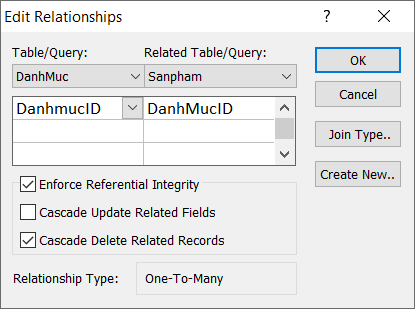 Edit Relationships
Table/Query: Related Table/Query:
DanhMuc Sanpham
DanhmucID DanhMucID
OK
Cancel
Join Type..
Create New..
Enforce Referential Integrity
Cascade Update Related Fields
Cascade Delete Related Records
Relationship Type: One-To-Many